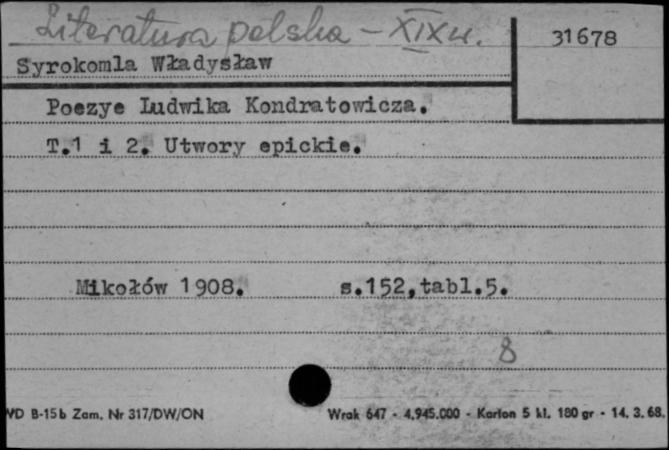 Literatura polska - XIX w.
31678
Syrokomla Władysław
Poezye Ludwika Kondratowicza.
T.1 i 2. Utwory epickie.
Mikołów 1908. s.152,tabl.5.
8
WD B-15b Zam. Nr 317/DW/ON Wrak 647 - 4.945.000 - Karton 5 kl. 180 gr - 14. 3. 68.